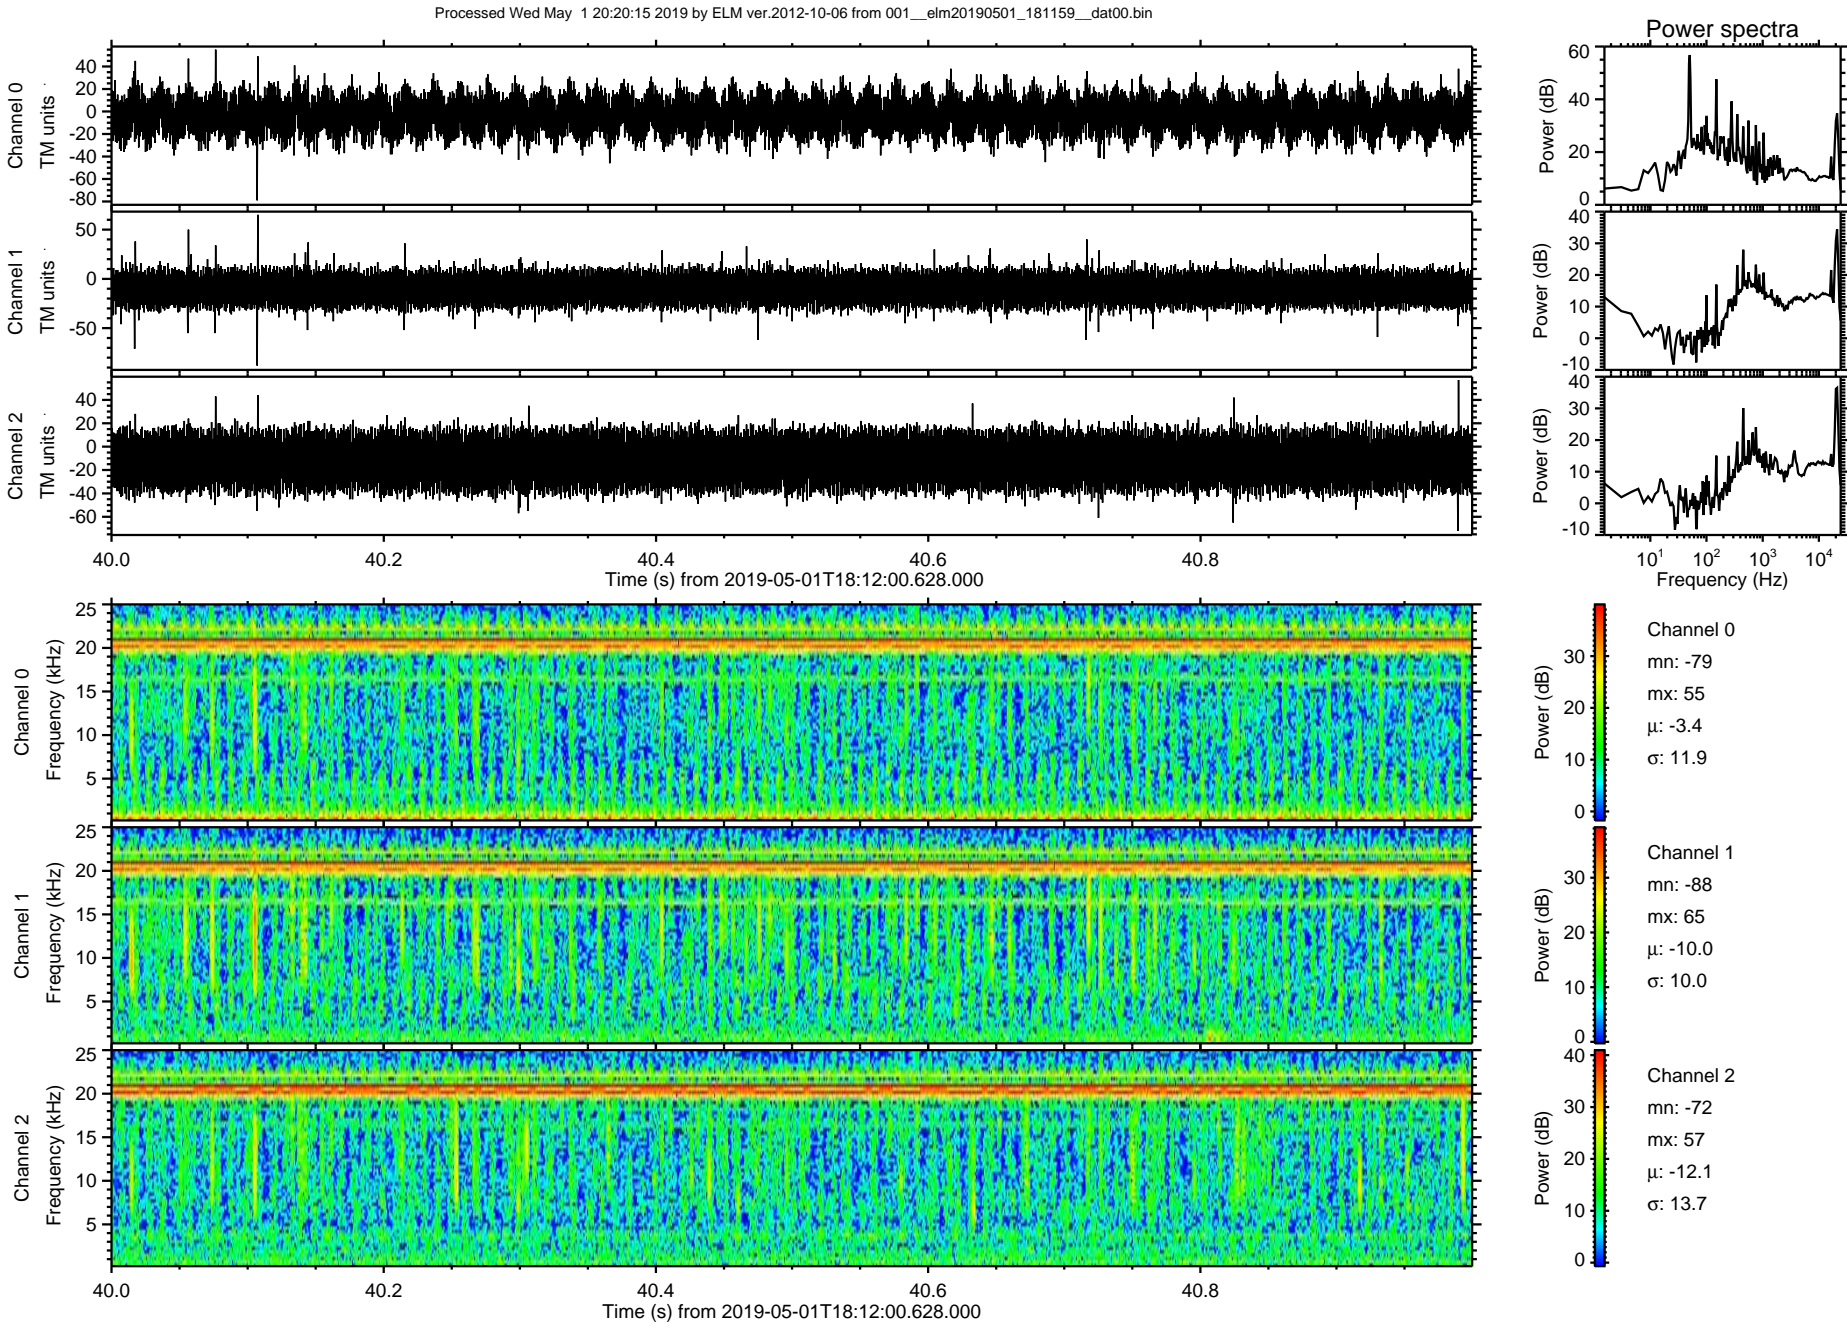 Processed Wed May  1 20:20:15 2019 by ELM ver.2012-10-06 from 001__elm20190501_181159__dat00.bin
Power spectra
Channel 0
TM units
40
20
0
-20
-40
-60
-80
Power (dB)
60
40
20
0
Channel 1
TM units
50
0
-50
Power (dB)
40
30
20
10
0
-10
Channel 2
TM units
40
20
0
-20
-40
-60
Power (dB)
40
30
20
10
0
-10
40.0 40.2 40.4 40.6 40.8
Time (s) from 2019-05-01T18:12:00.628.000
10^1 10^2 10^3 10^4
Frequency (Hz)
Channel 0
Frequency (kHz)
25
20
15
10
5
Power (dB)
30
20
10
0
Channel 0
mn: -79
mx: 55
μ: -3.4
σ: 11.9
Channel 1
Frequency (kHz)
25
20
15
10
5
Power (dB)
30
20
10
0
Channel 1
mn: -88
mx: 65
μ: -10.0
σ: 10.0
Channel 2
Frequency (kHz)
25
20
15
10
5
Power (dB)
40
30
20
10
0
Channel 2
mn: -72
mx: 57
μ: -12.1
σ: 13.7
40.0 40.2 40.4 40.6 40.8
Time (s) from 2019-05-01T18:12:00.628.000